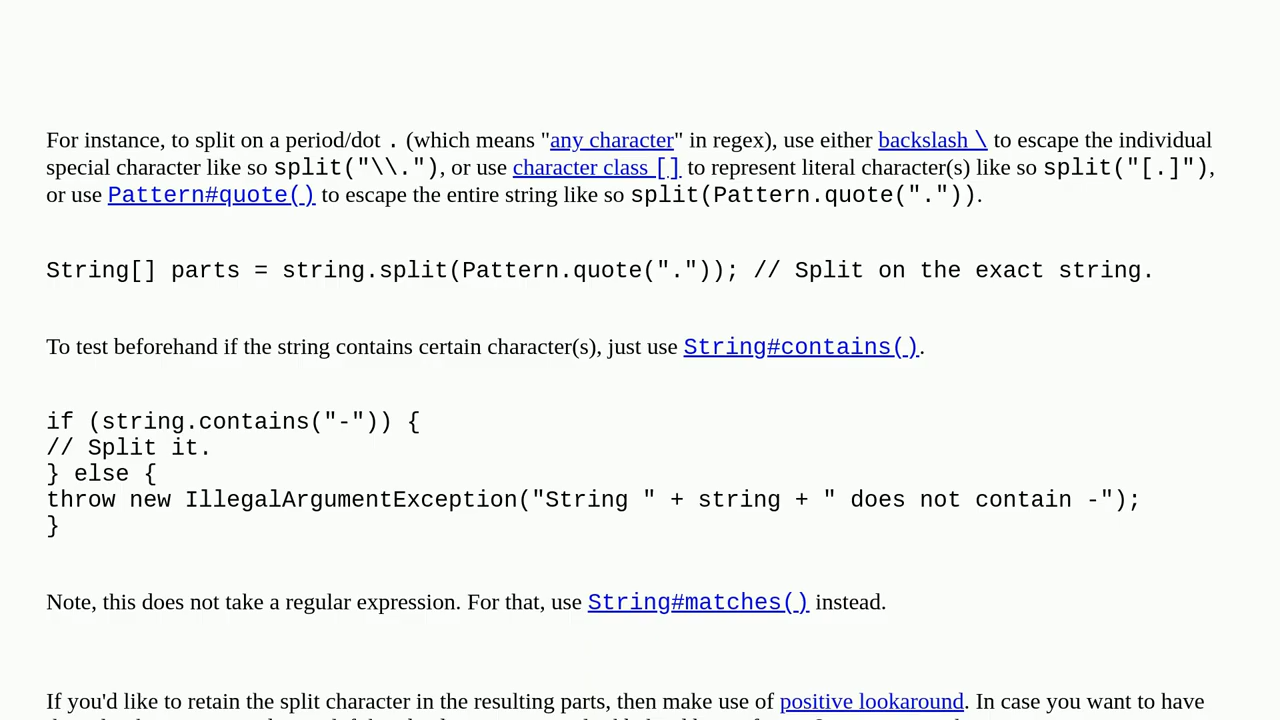 For instance, to split on a period/dot . (which means "any character" in regex), use either backslash \ to escape the individual
special character like so split("\\."), or use character class [] to represent literal character(s) like so split("[.]"),
or use Pattern#quote() to escape the entire string like so split(Pattern.quote(".")).
String[] parts = string.split(Pattern.quote(".")); // Split on the exact string.
To test beforehand if the string contains certain character(s), just use String#contains().
if (string.contains("-")) {
// Split it.
} else {
throw new IllegalArgumentException("String " + string + " does not contain -");
}
Note, this does not take a regular expression. For that, use String#matches() instead.
If you'd like to retain the split character in the resulting parts, then make use of positive lookaround. In case you want to have